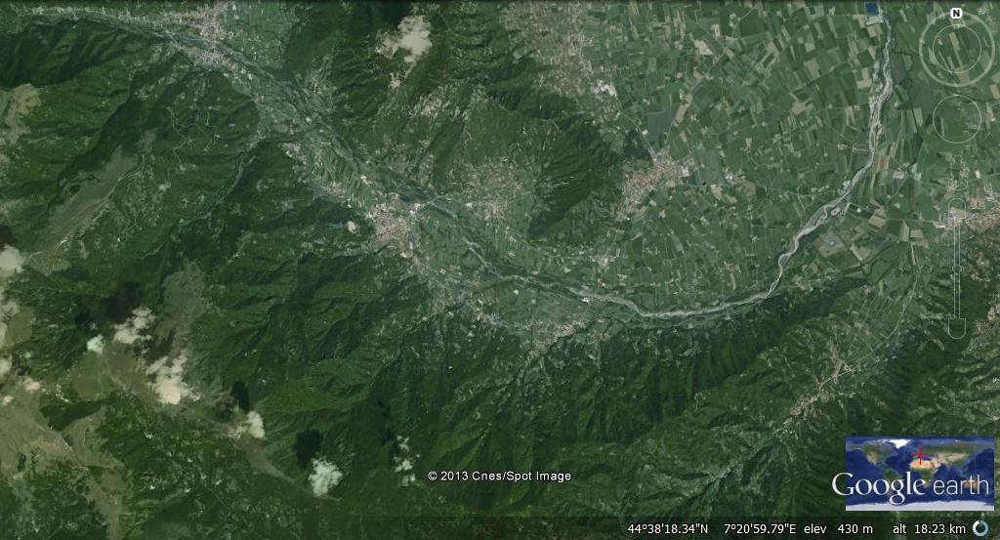 N
© 2013 Cnes/Spot Image
Google earth
44°38'18.34"N 7°20'59.79"E elev 430 m alt 18.23 km